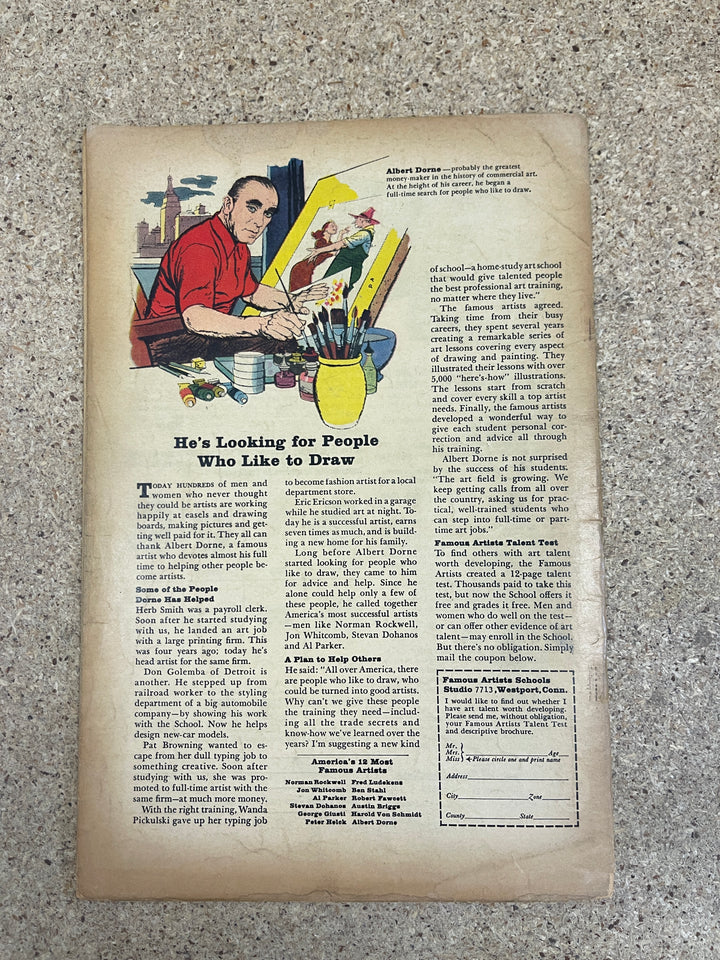 Albert Dorne — probably the greatest
money-maker in the history of commercial art.
At the height of his career, he began a
full-time search for people who like to draw.
He's Looking for People
Who Like to Draw
TODAY HUNDREDS of men and
women who never thought
they could be artists are working
happily at easels and drawing
boards, making pictures and get-
ting well paid for it. They all can
thank Albert Dorne, a famous
artist who devotes almost his full
time to helping other people be-
come artists.
Some of the People
Dorne Has Helped
Herb Smith was a payroll clerk.
Soon after he started studying
with us, he landed an art job
with a large printing firm. This
was four years ago; today he's
head artist for the same firm.
Don Golemba of Detroit is
another. He stepped up from
railroad worker to the styling
department of a big automobile
company—by showing his work
with the School. Now he helps
design new-car models.
Pat Browning wanted to es-
cape from her dull typing job to
something creative. Soon after
studying with us, she was pro-
moted to full-time artist with the
same firm—at much more money.
With the right training, Wanda
Pickulski gave up her typing job
to become fashion artist for a local
department store.
Eric Ericson worked in a garage
while he studied art at night. To-
day he is a successful artist, earns
seven times as much, and is build-
ing a new home for his family.
Long before Albert Dorne
started looking for people who
like to draw, they came to him
for advice and help. Since he
alone could help only a few of
these people, he called together
America's most successful artists
—men like Norman Rockwell,
Jon Whitcomb, Stevan Dohanos
and Al Parker.
A Plan to Help Others
He said: "All over America, there
are people who like to draw, who
could be turned into good artists.
Why can't we give these people
the training they need—includ-
ing all the trade secrets and
know-how we've learned over the
years? I'm suggesting a new kind
America's 12 Most
Famous Artists
Norman Rockwell Fred Ludekens
Jon Whitcomb Ben Stahl
Al Parker Robert Fawcett
Stevan Dohanos Austin Briggs
George Giusti Harold Von Schmidt
Peter Helck Albert Dorne
of school—a home-study art school
that would give talented people
the best professional art training,
no matter where they live."
The famous artists agreed.
Taking time from their busy
careers, they spent several years
creating a remarkable series of
art lessons covering every aspect
of drawing and painting. They
illustrated their lessons with over
5,000 "here's-how" illustrations.
The lessons start from scratch
and cover every skill a top artist
needs. Finally, the famous artists
developed a wonderful way to
give each student personal cor-
rection and advice all through
his training.
Albert Dorne is not surprised
by the success of his students.
"The art field is growing. We
keep getting calls from all over
the country, asking us for prac-
tical, well-trained students who
can step into full-time or part-
time art jobs."
Famous Artists Talent Test
To find others with art talent
worth developing, the Famous
Artists created a 12-page talent
test. Thousands paid to take this
test, but now the School offers it
free and grades it free. Men and
women who do well on the test—
or can offer other evidence of art
talent—may enroll in the School.
But there's no obligation. Simply
mail the coupon below.
Famous Artists Schools
Studio 7713, Westport, Conn.
I would like to find out whether I
have art talent worth developing.
Please send me, without obligation,
your Famous Artists Talent Test
and descriptive brochure.
Mr.
Mrs. Age
Miss Please circle one and print name
Address
City Zone
County State